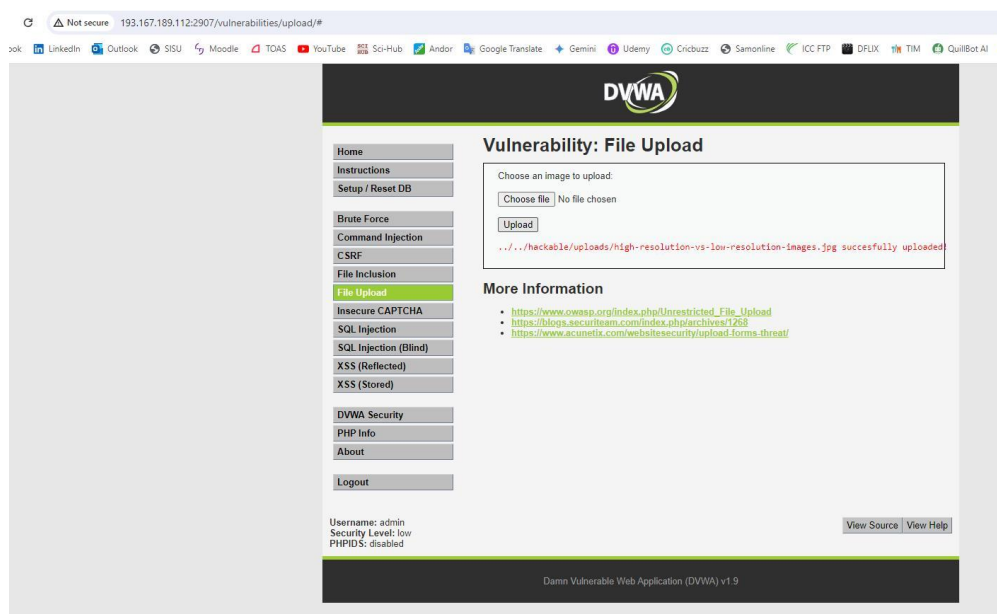 Not secure 193.167.189.112:2907/vulnerabilities/upload/#
ook LinkedIn Outlook SISU Moodle TOAS YouTube Sci-Hub Andor Google Translate Gemini Udemy Cricbuzz Samonline ICC FTP DFLIX TIM QuillBot AI
DVWA
Home
Instructions
Setup / Reset DB
Brute Force
Command Injection
CSRF
File Inclusion
File Upload
Insecure CAPTCHA
SQL Injection
SQL Injection (Blind)
XSS (Reflected)
XSS (Stored)
DVWA Security
PHP Info
About
Logout
Vulnerability: File Upload
Choose an image to upload:
Choose file No file chosen
Upload
../../hackable/uploads/high-resolution-vs-low-resolution-images.jpg succesfully uploaded!
More Information
https://www.owasp.org/index.php/Unrestricted_File_Upload
https://blogs.securiteam.com/index.php/archives/1268
https://www.acunetix.com/websitesecurity/upload-forms-threat/
Username: admin
Security Level: low
PHPIDS: disabled
View Source View Help
Damn Vulnerable Web Application (DVWA) v1.9